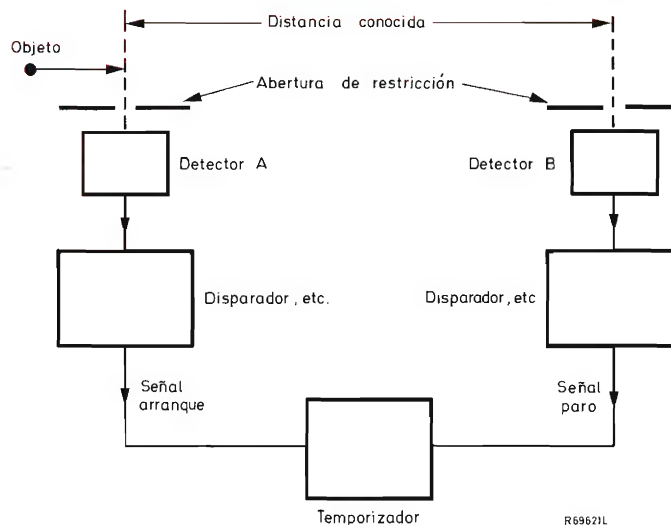 Distancia conocida
Objeto
Abertura de restricción
Detector A
Detector B
Disparador, etc.
Disparador, etc
Señal
arranque
Señal
paro
Temporizador
R69621L